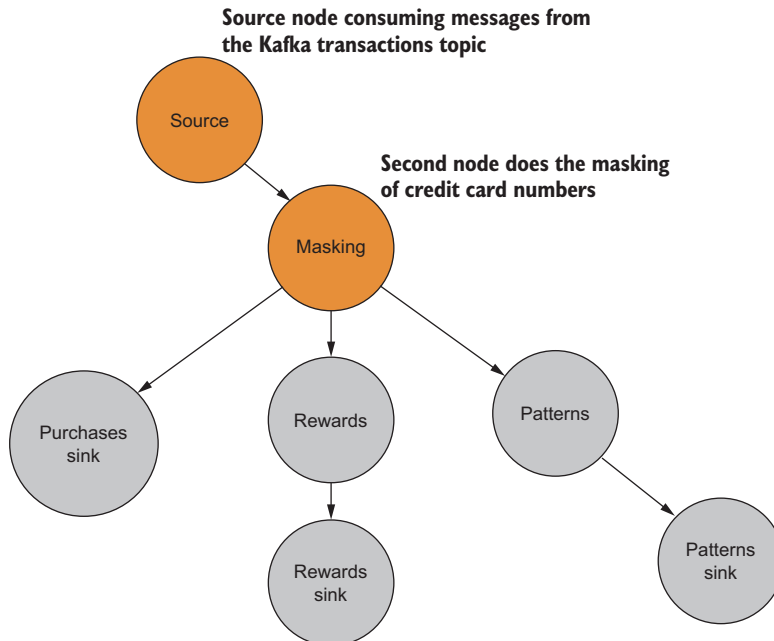 Source node consuming messages from
the Kafka transactions topic
Source
Second node does the masking
of credit card numbers
Masking
Purchases
sink
Rewards
Patterns
Rewards
sink
Patterns
sink